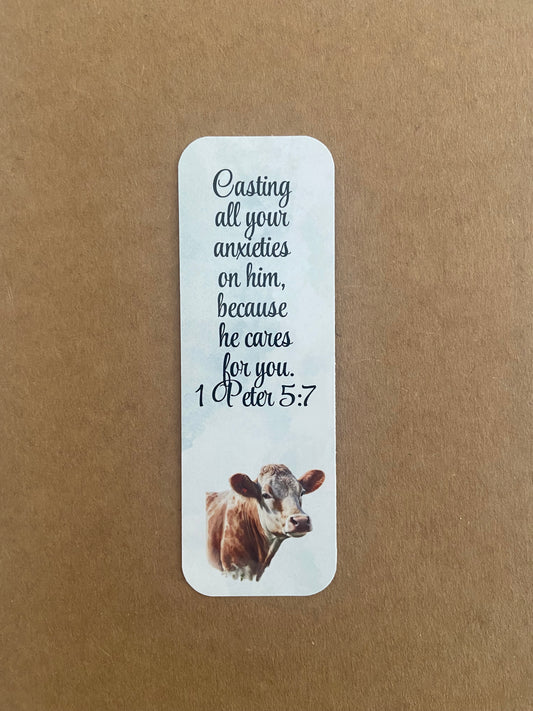 Casting
all your
anxieties
on him,
because
he cares
for you.
1 Peter 5:7